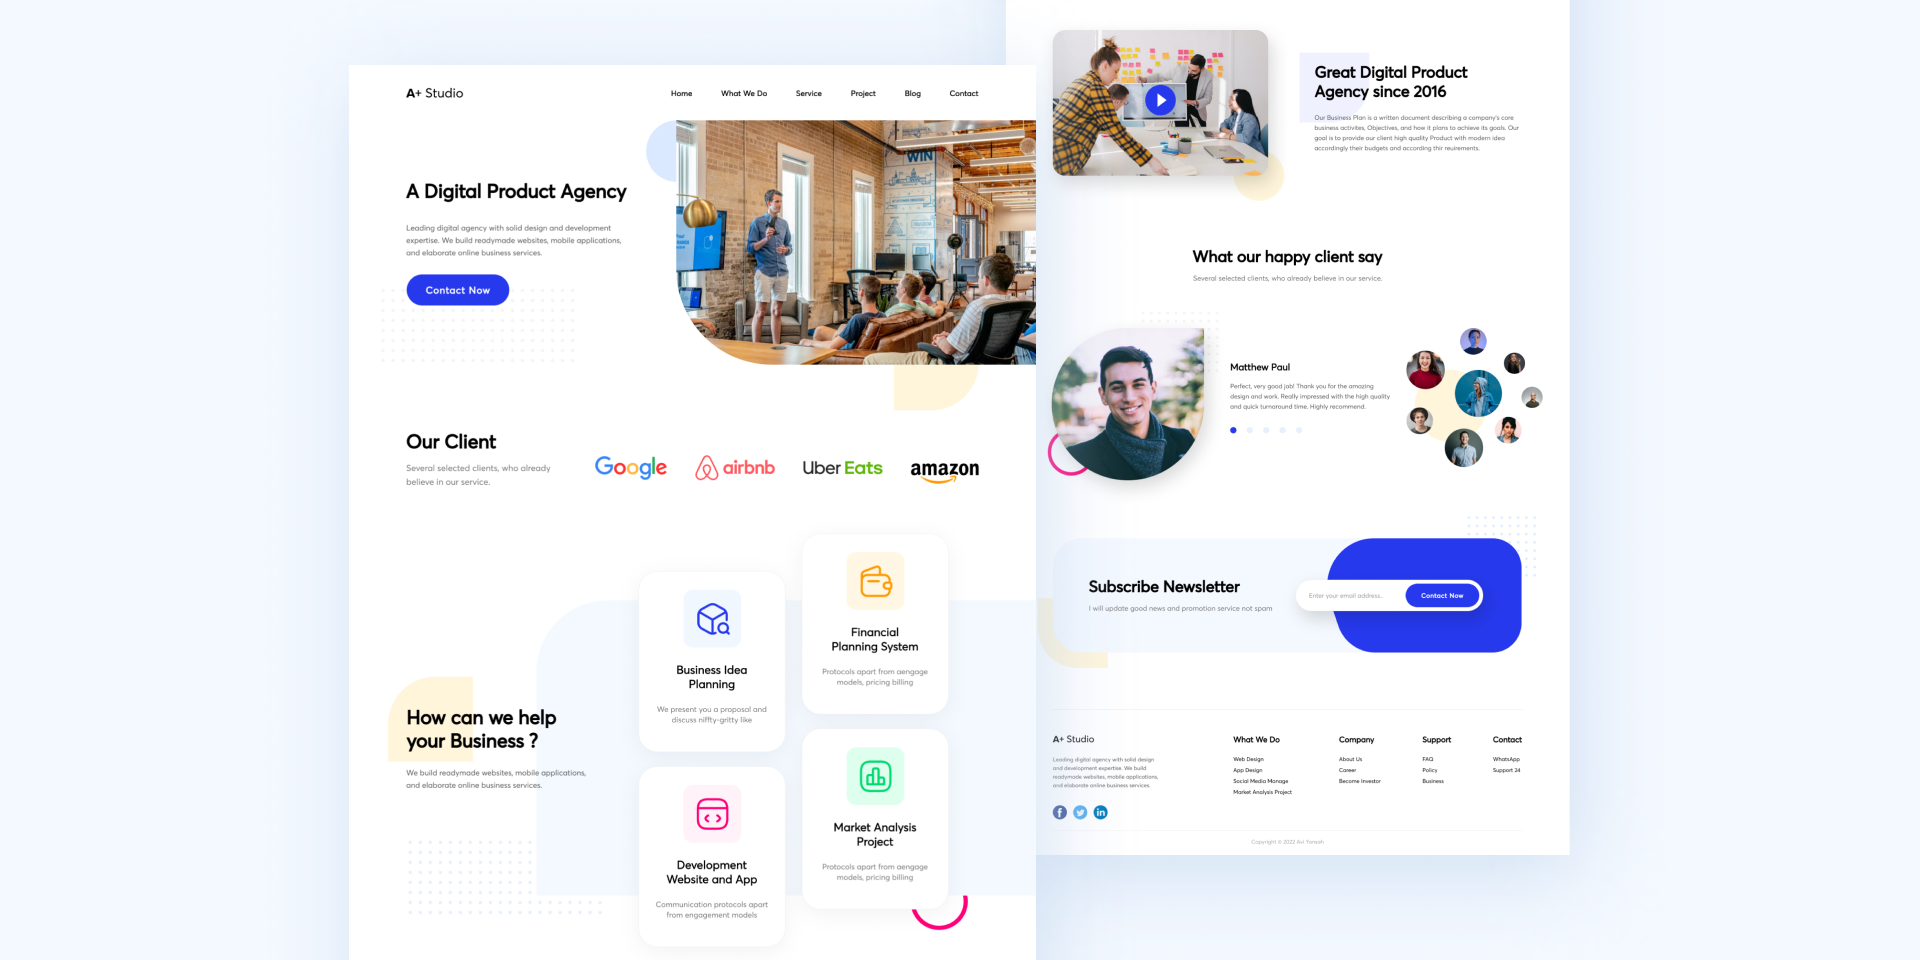 A+ Studio
Home What We Do Service Project Blog Contact
WIN
A Digital Product Agency
Leading digital agency with solid design and development
expertise. We build readymade websites, mobile applications,
and elaborate online business services.
Contact Now
Our Client
Several selected clients, who already
believe in our service.
Google
airbnb
Uber Eats
amazon
How can we help
your Business ?
We build readymade websites, mobile applications,
and elaborate online business services.
Business Idea
Planning
We present you a proposal and
discuss niffty-gritty like
Financial
Planning System
Protocols apart from aengage
models, pricing billing
Development
Website and App
Communication protocols apart
from engagement models
Market Analysis
Project
Protocols apart from aengage
models, pricing billing
Great Digital Product
Agency since 2016
Our Business Plan is a written document describing a company's core
business activites, Objectives, and how it plans to achieve its goals. Our
goal is to provide our client high quality Product with modern idea
accordingly their budgets and according thir reuirements.
What our happy client say
Several selected clients, who already believe in our service.
Matthew Paul
Perfect, very good job! Thank you for the amazing
design and work. Really impressed with the high quality
and quick turnaround time. Highly recommend.
Subscribe Newsletter
I will update good news and promotion service not spam
Enter your email address..
Contact Now
A+ Studio
Leading digital agency with solid design
and development expertise. We build
readymade websites, mobile applications,
and elaborate online business services.
What We Do
Web Design
App Design
Social Media Manage
Market Analysis Project
Company
About Us
Career
Become Investor
Support
FAQ
Policy
Business
Contact
WhatsApp
Support 24
Copyright © 2022 Avi Yansah